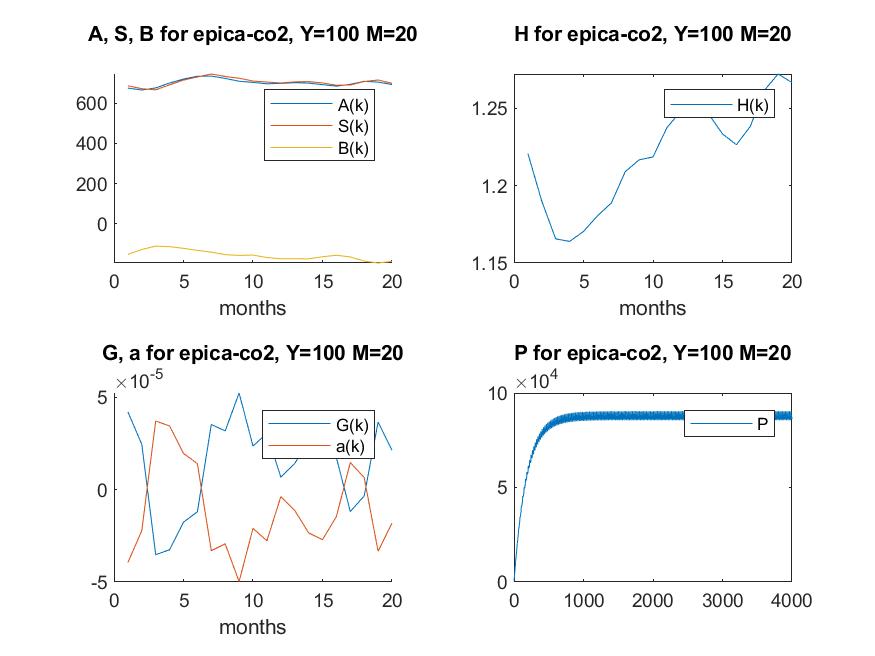 A, S, B for epica-co2, Y=100 M=20
600
400
200
0
A(k)
S(k)
B(k)
0 5 10 15 20
months
H for epica-co2, Y=100 M=20
1.25
1.2
1.15
H(k)
0 5 10 15 20
months
G, a for epica-co2, Y=100 M=20
×10-5
5
0
-5
G(k)
a(k)
0 5 10 15 20
months
P for epica-co2, Y=100 M=20
×10^4
10
5
0
P
0 1000 2000 3000 4000